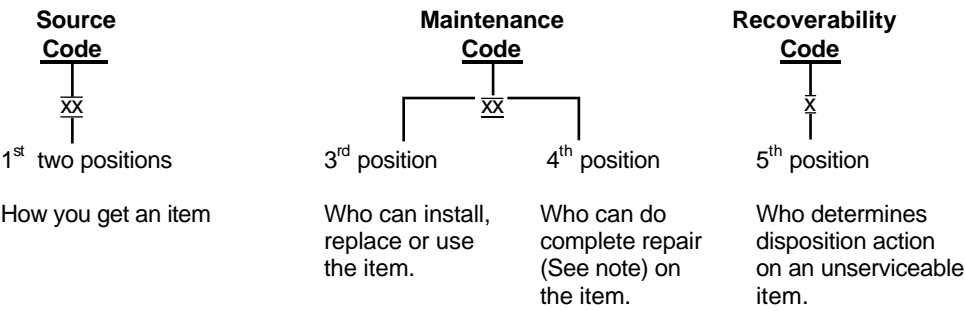 Source Maintenance Recoverability
Code Code Code
xx xx x
1st two positions 3rd position 4th position 5th position
How you get an item Who can install, Who can do Who determines
replace or use complete repair disposition action
the item. (See note) on on an unserviceable
the item. item.